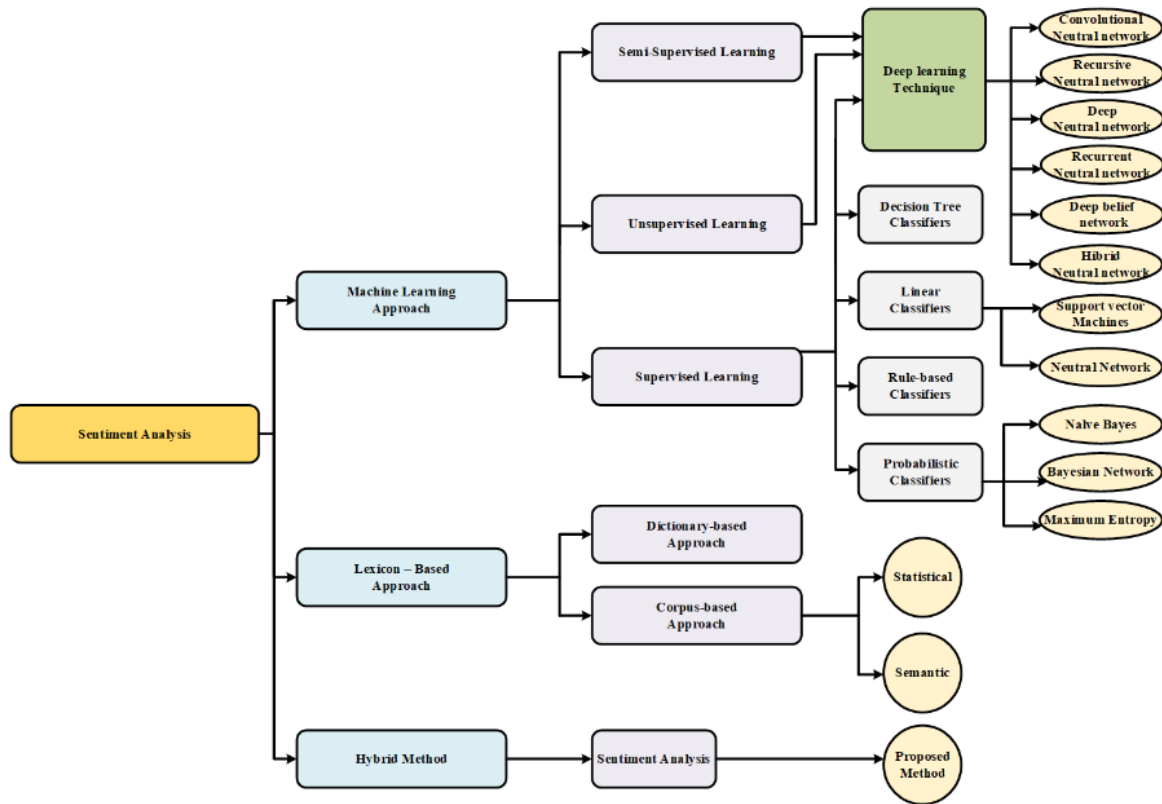 Convolutional
Neutral network
Semi-Supervised Learning
Deep learning
Technique
Recursive
Neutral network
Deep
Neutral network
Recurrent
Neutral network
Unsupervised Learning
Decision Tree
Classifiers
Deep belief
network
Hibrid
Neutral network
Machine Learning
Approach
Linear
Classifiers
Support vector
Machines
Supervised Learning
Rule-based
Classifiers
Neutral Network
Sentiment Analysis
Nalve Bayes
Probabilistic
Classifiers
Bayesian Network
Maximum Entropy
Dictionary-based
Approach
Lexicon – Based
Approach
Statistical
Corpus-based
Approach
Semantic
Hybrid Method
Sentiment Analysis
Proposed
Method